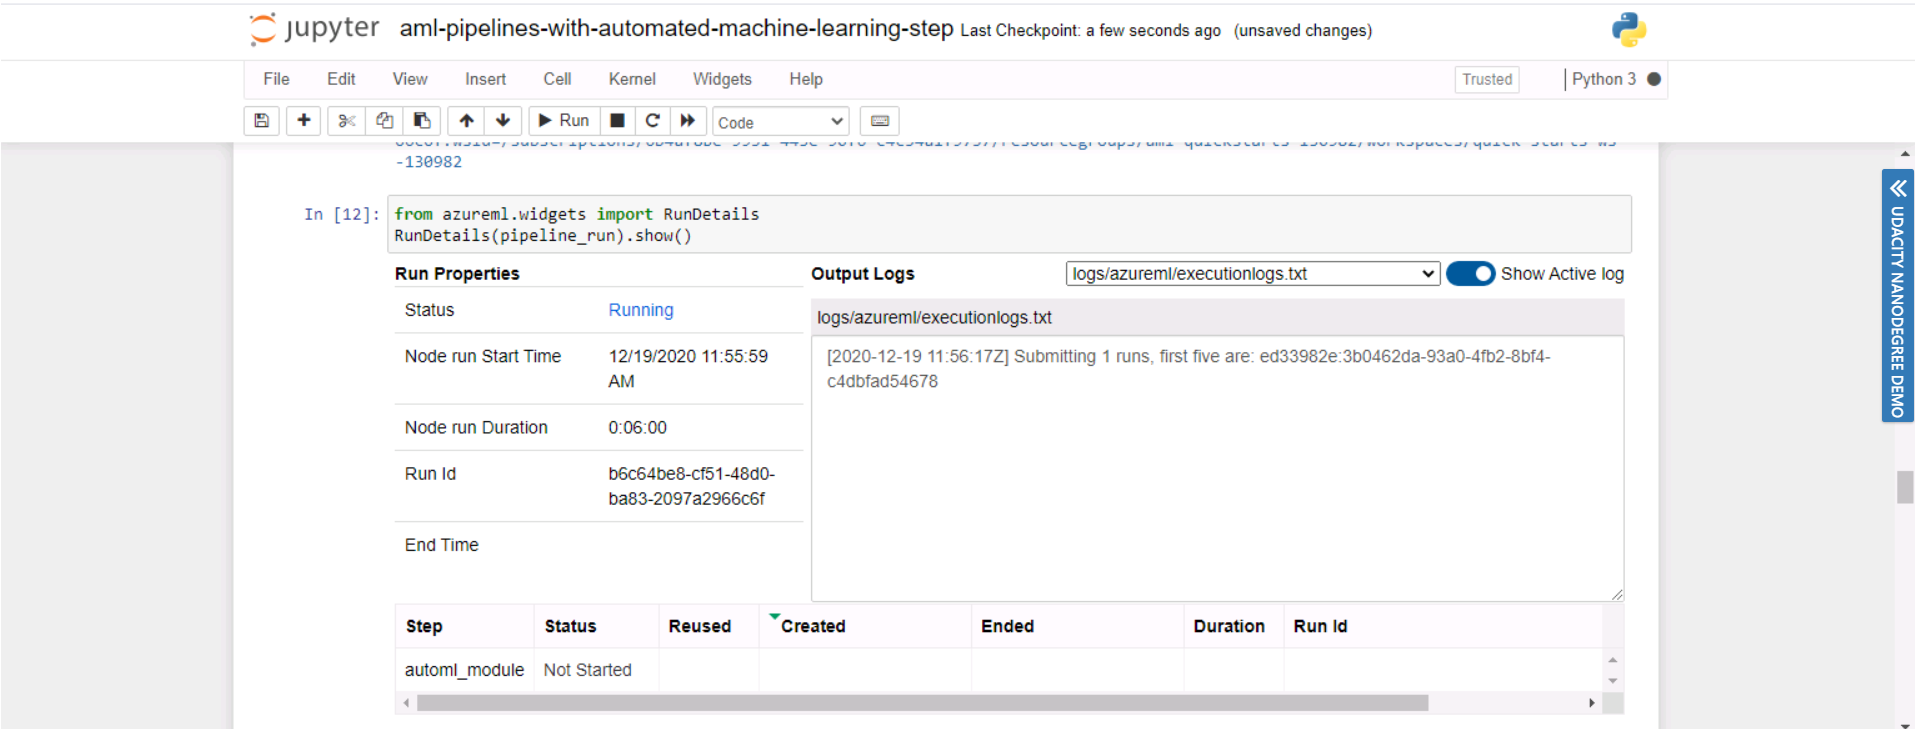 jupyter aml-pipelines-with-automated-machine-learning-step Last Checkpoint: a few seconds ago (unsaved changes)
File Edit View Insert Cell Kernel Widgets Help Trusted Python 3
Run Code
-130982
In [12]: from azureml.widgets import RunDetails
RunDetails(pipeline_run).show()
Run Properties Output Logs logs/azureml/executionlogs.txt Show Active log
Status Running
logs/azureml/executionlogs.txt
Node run Start Time 12/19/2020 11:55:59
AM
[2020-12-19 11:56:17Z] Submitting 1 runs, first five are: ed33982e:3b0462da-93a0-4fb2-8bf4-
c4dbfad54678
Node run Duration 0:06:00
Run Id b6c64be8-cf51-48d0-
ba83-2097a2966c6f
End Time
Step Status Reused Created Ended Duration Run Id
automl_module Not Started
UDACITY NANODEGREE DEMO